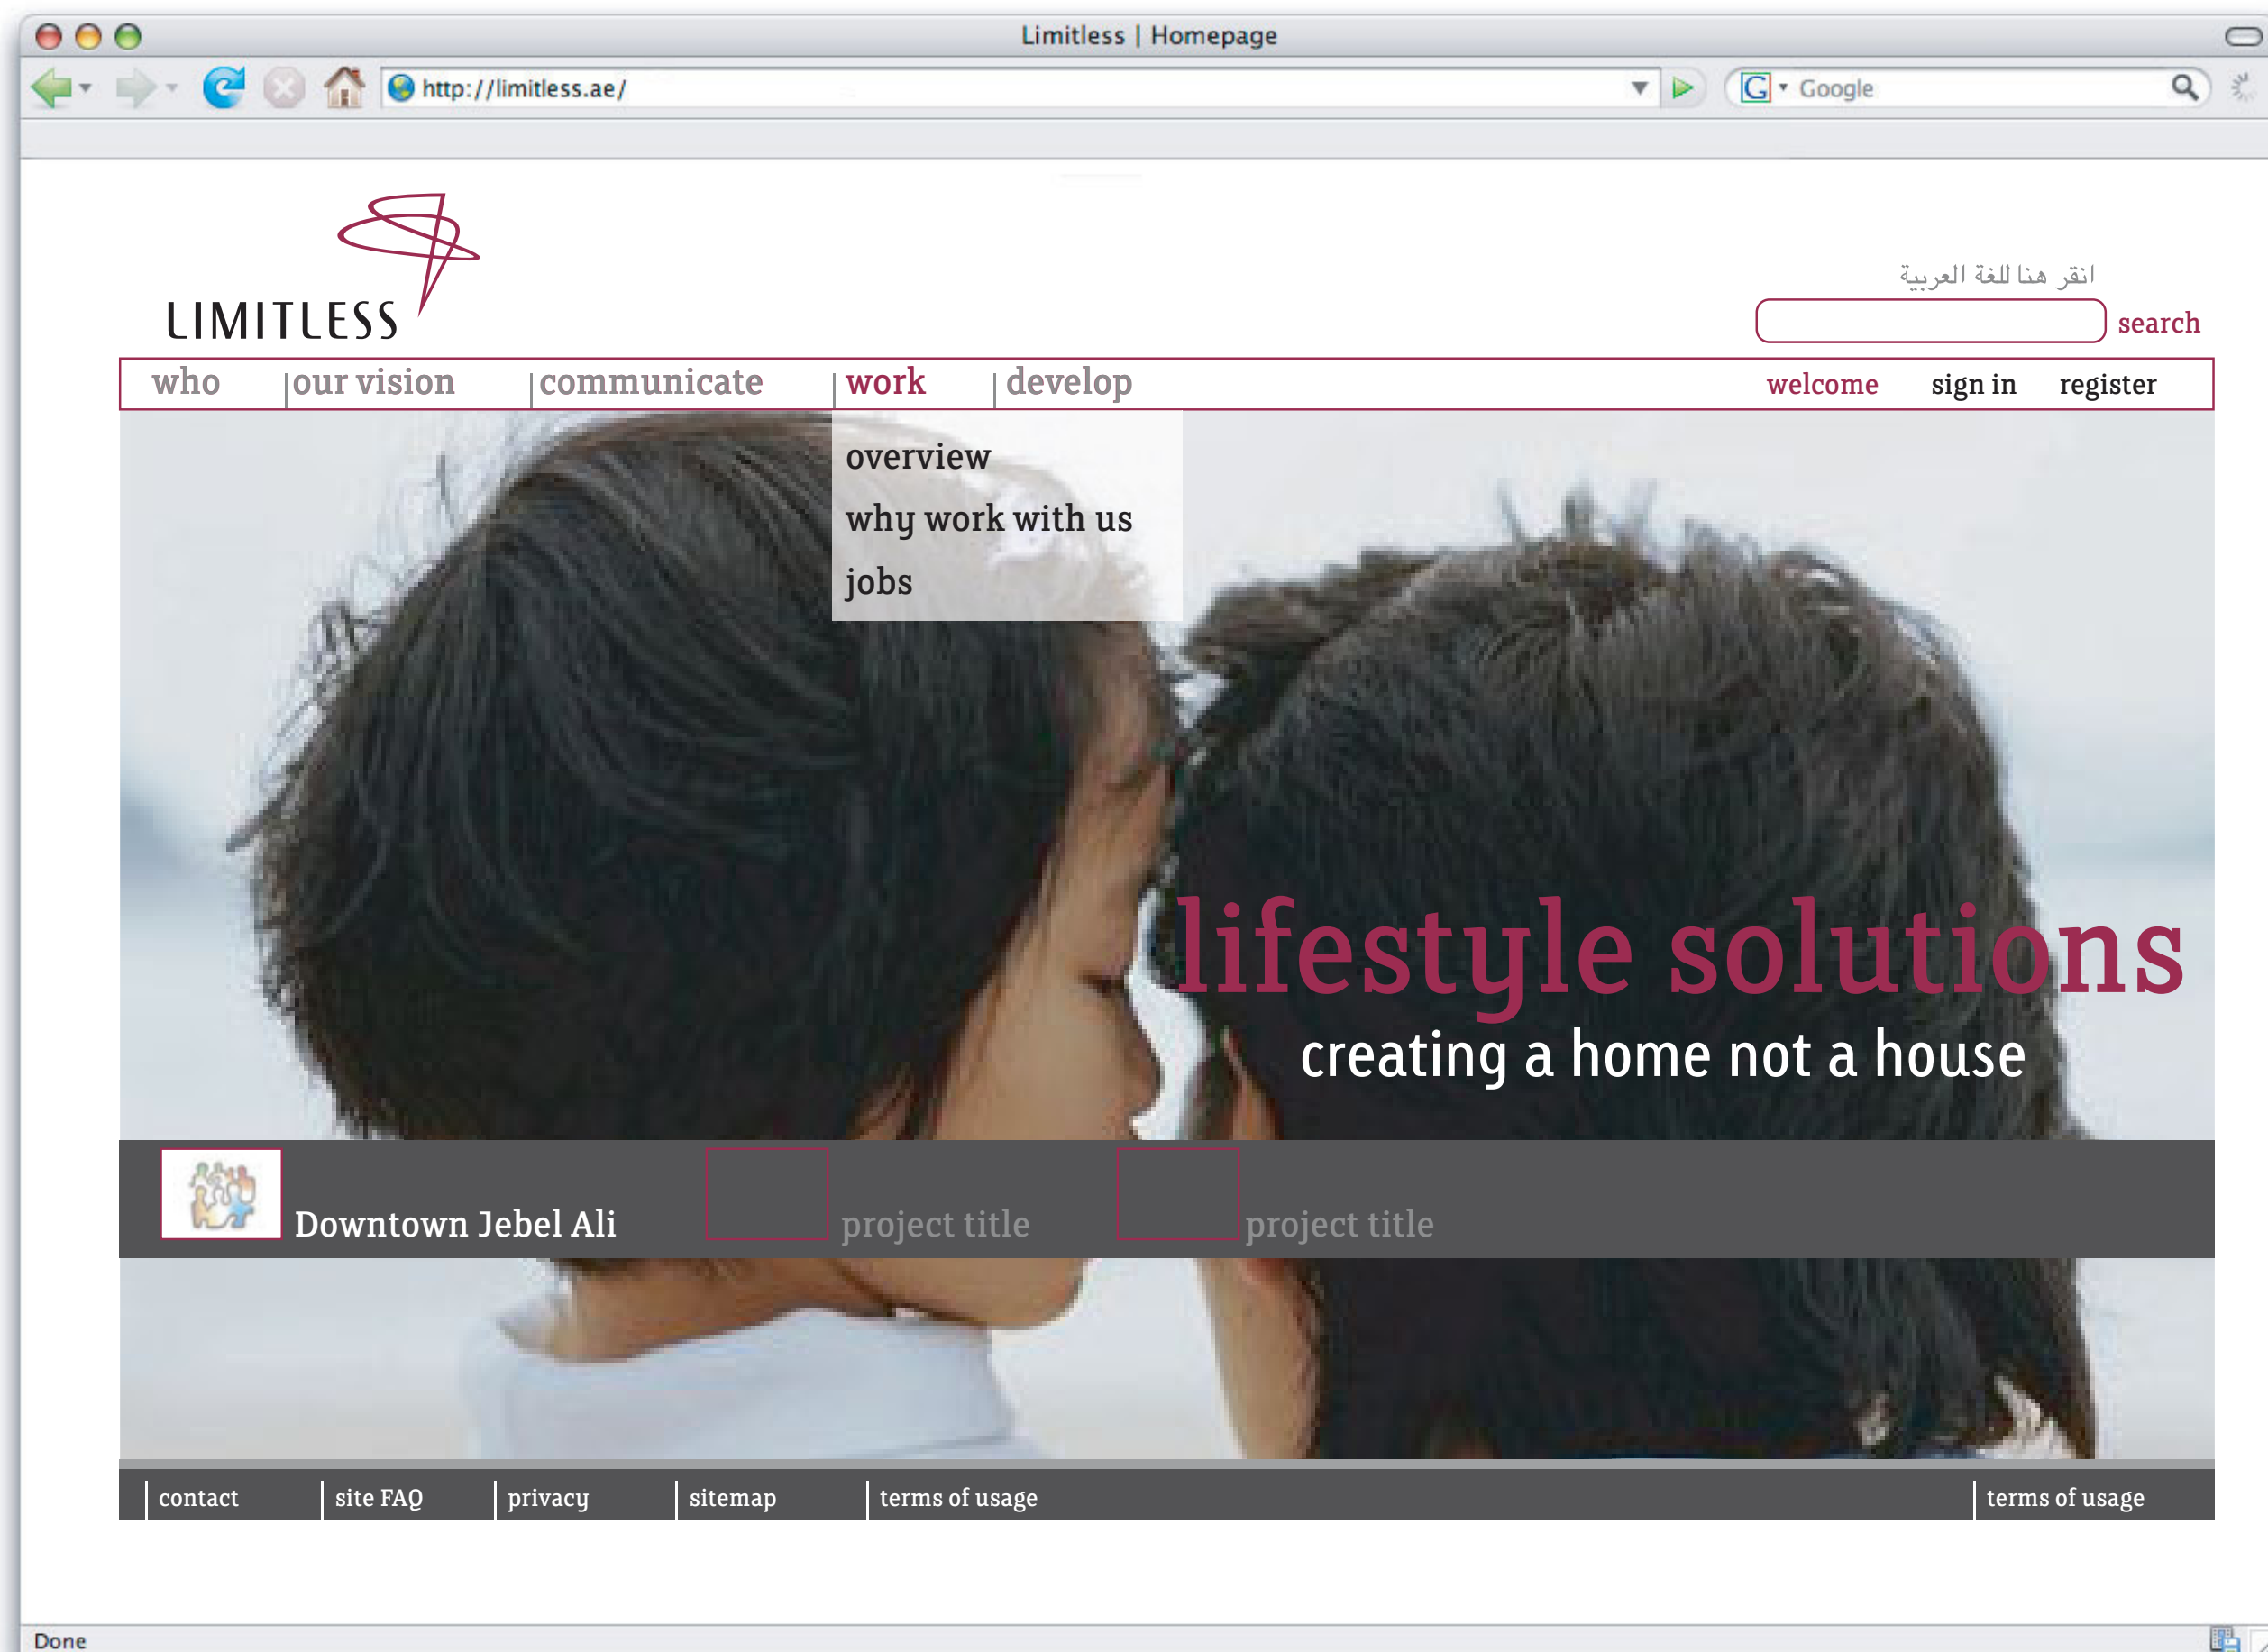 Limitless | Homepage
http://limitless.ae/
Google
LIMITLESS
انقر هنا للغة العربية
search
who our vision communicate work develop
welcome sign in register
overview
why work with us
jobs
lifestyle solutions
creating a home not a house
Downtown Jebel Ali project title project title
contact site FAQ privacy sitemap terms of usage terms of usage
Done